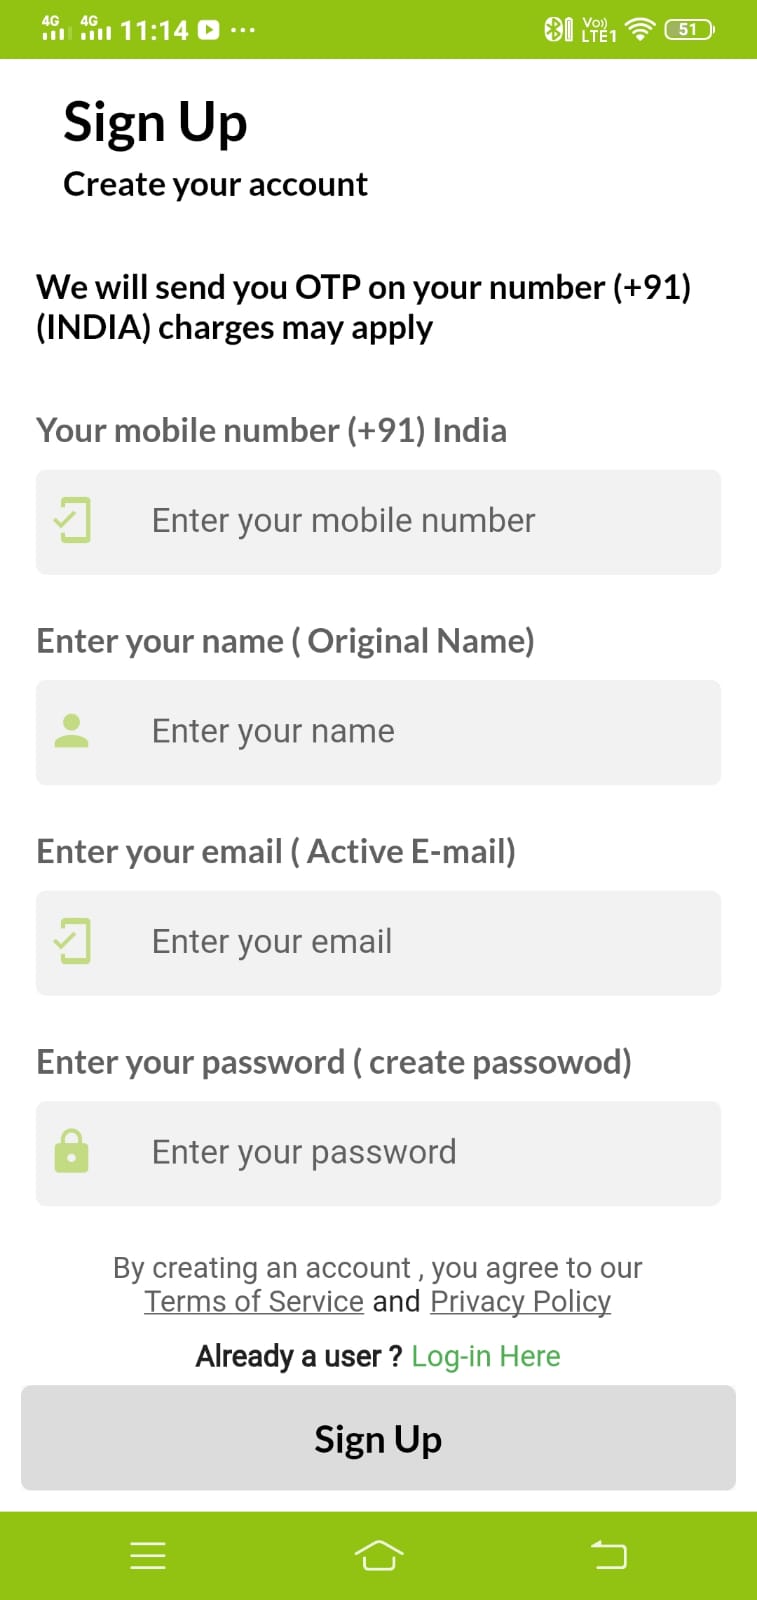 4G 4G 11:14 ... Vo)) LTE1 51
Sign Up
Create your account
We will send you OTP on your number (+91)
(INDIA) charges may apply
Your mobile number (+91) India
Enter your mobile number
Enter your name ( Original Name)
Enter your name
Enter your email ( Active E-mail)
Enter your email
Enter your password ( create passowod)
Enter your password
By creating an account , you agree to our
Terms of Service and Privacy Policy
Already a user ? Log-in Here
Sign Up